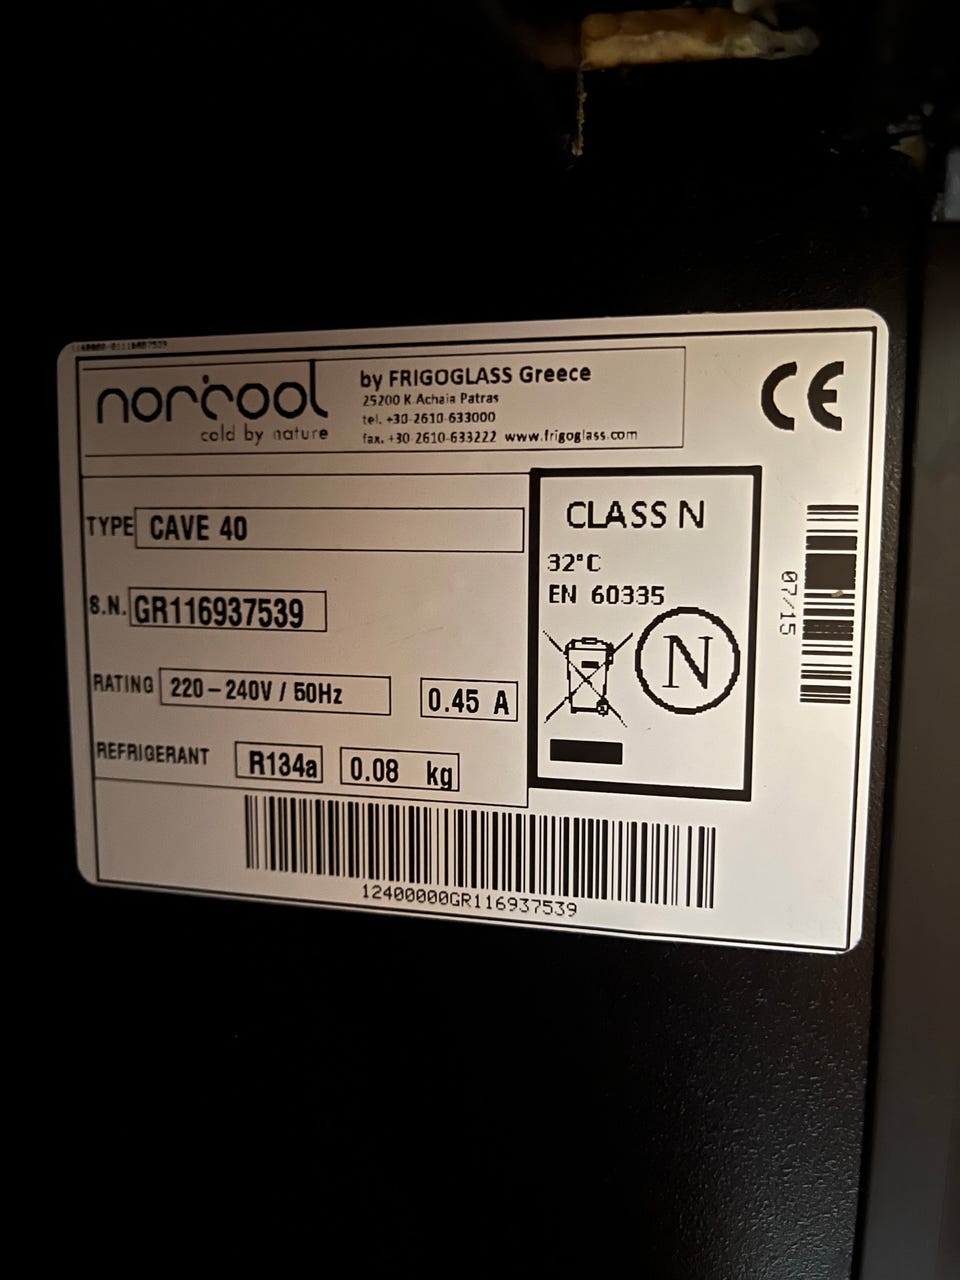 norcool
cold by nature
by FRIGOGLASS Greece
25200 K.Achaia Patras
tel. +30-2610-633000
fax. +30-2610-633222 www.frigoglass.com
CE
TYPE CAVE 40
S.N. GR116937539
RATING 220-240V / 50Hz 0.45 A
REFRIGERANT R134a 0.08 kg
CLASS N
32°C
EN 60335
N
07/15
12400000GR116937539